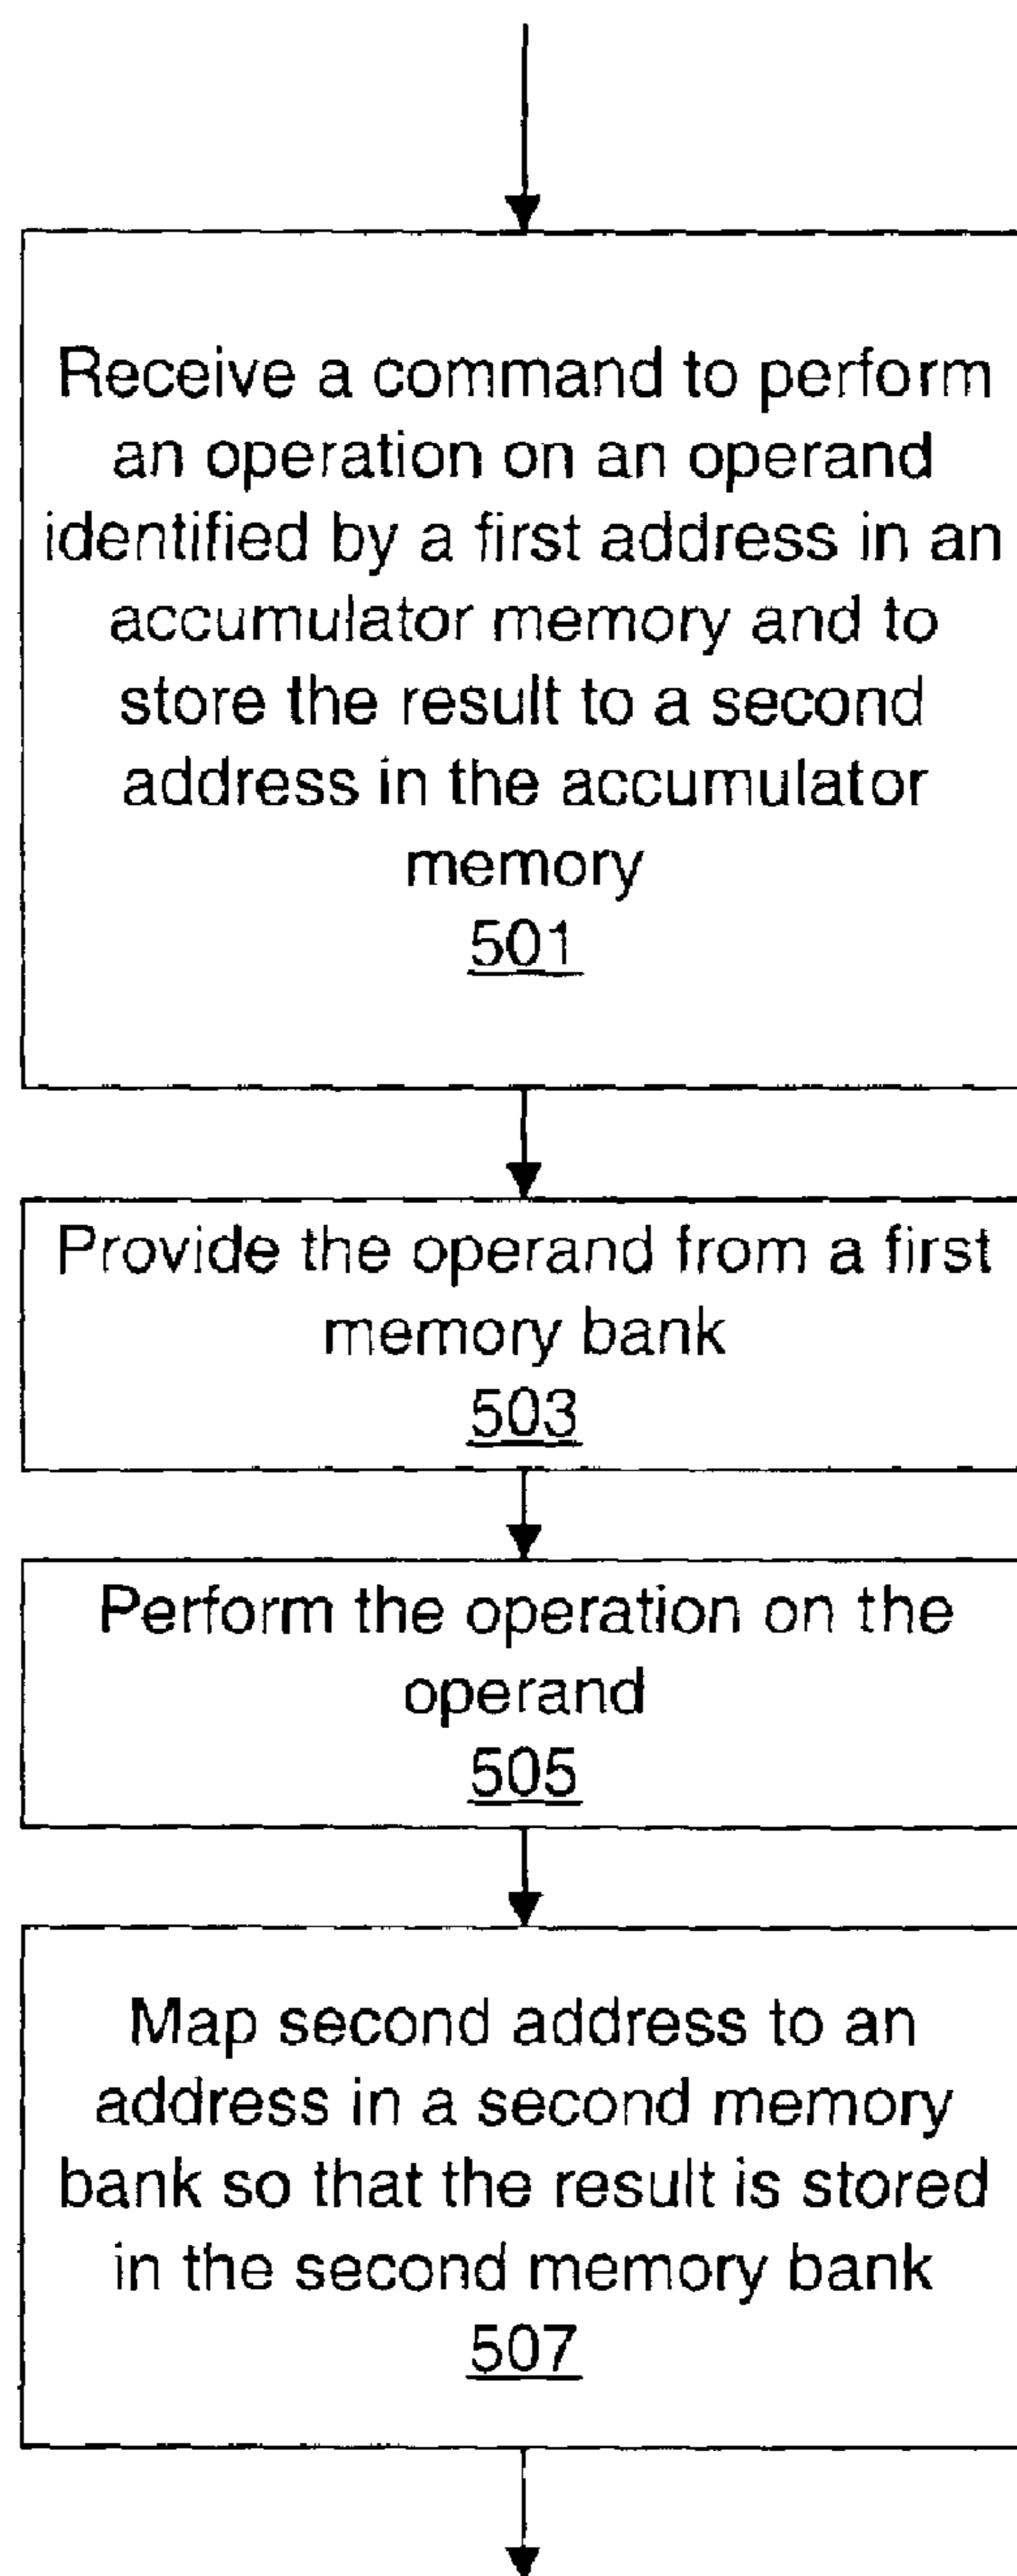 Receive a command to perform
an operation on an operand
identified by a first address in an
accumulator memory and to
store the result to a second
address in the accumulator
memory
501
Provide the operand from a first
memory bank
503
Perform the operation on the
operand
505
Map second address to an
address in a second memory
bank so that the result is stored
in the second memory bank
507